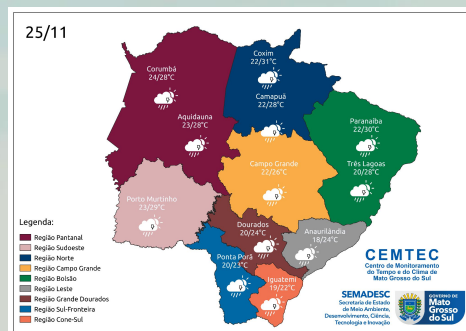 25/11
Corumbá
24/28°C
Coxim
22/31°C
Camapuã
22/28°C
Aquidauna
23/28°C
Paranaíba
22/30°C
Três Lagoas
20/28°C
Campo Grande
22/26°C
Porto Murtinho
23/29°C
Dourados
20/24°C
Anaurilândia
18/24°C
Ponta Porã
20/23°C
Iguatemi
19/22°C
Legenda:
Região Pantanal
Região Sudoeste
Região Norte
Região Campo Grande
Região Bolsão
Região Leste
Região Grande Dourados
Região Sul-Fronteira
Região Cone-Sul
CEMTEC
Centro de Monitoramento
do Tempo e do Clima de
Mato Grosso do Sul
SEMADESC
Secretaria de Estado
de Meio Ambiente,
Desenvolvimento, Ciência,
Tecnologia e Inovação
GOVERNO DE
Mato
Grosso
do Sul